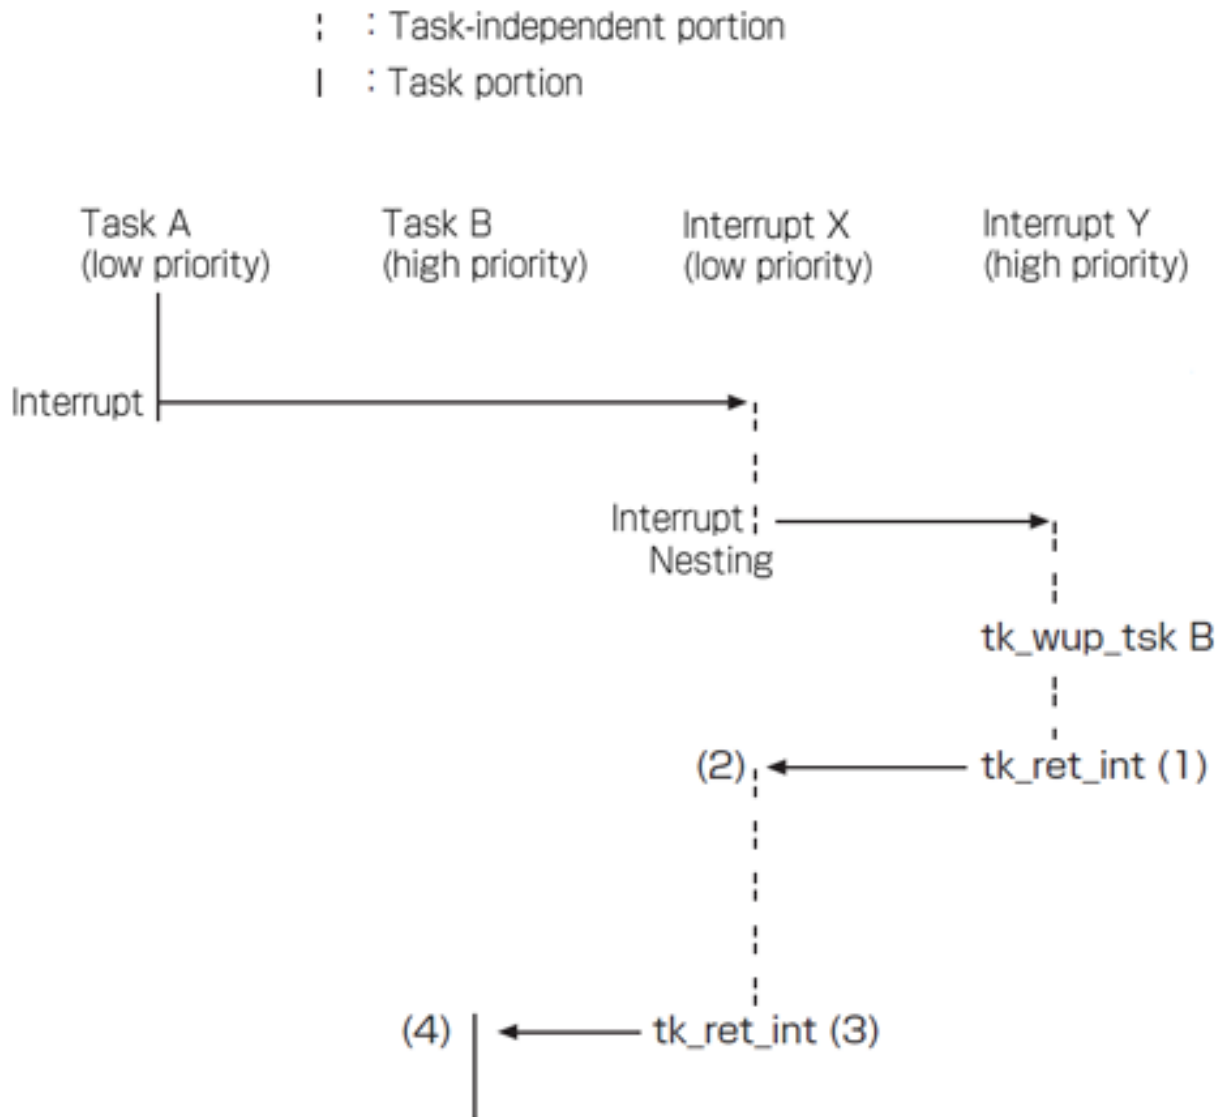 : Task-independent portion
: Task portion
Task A
(low priority)
Task B
(high priority)
Interrupt X
(low priority)
Interrupt Y
(high priority)
Interrupt
Interrupt
Nesting
tk_wup_tsk B
(2)
tk_ret_int (1)
(4)
tk_ret_int (3)